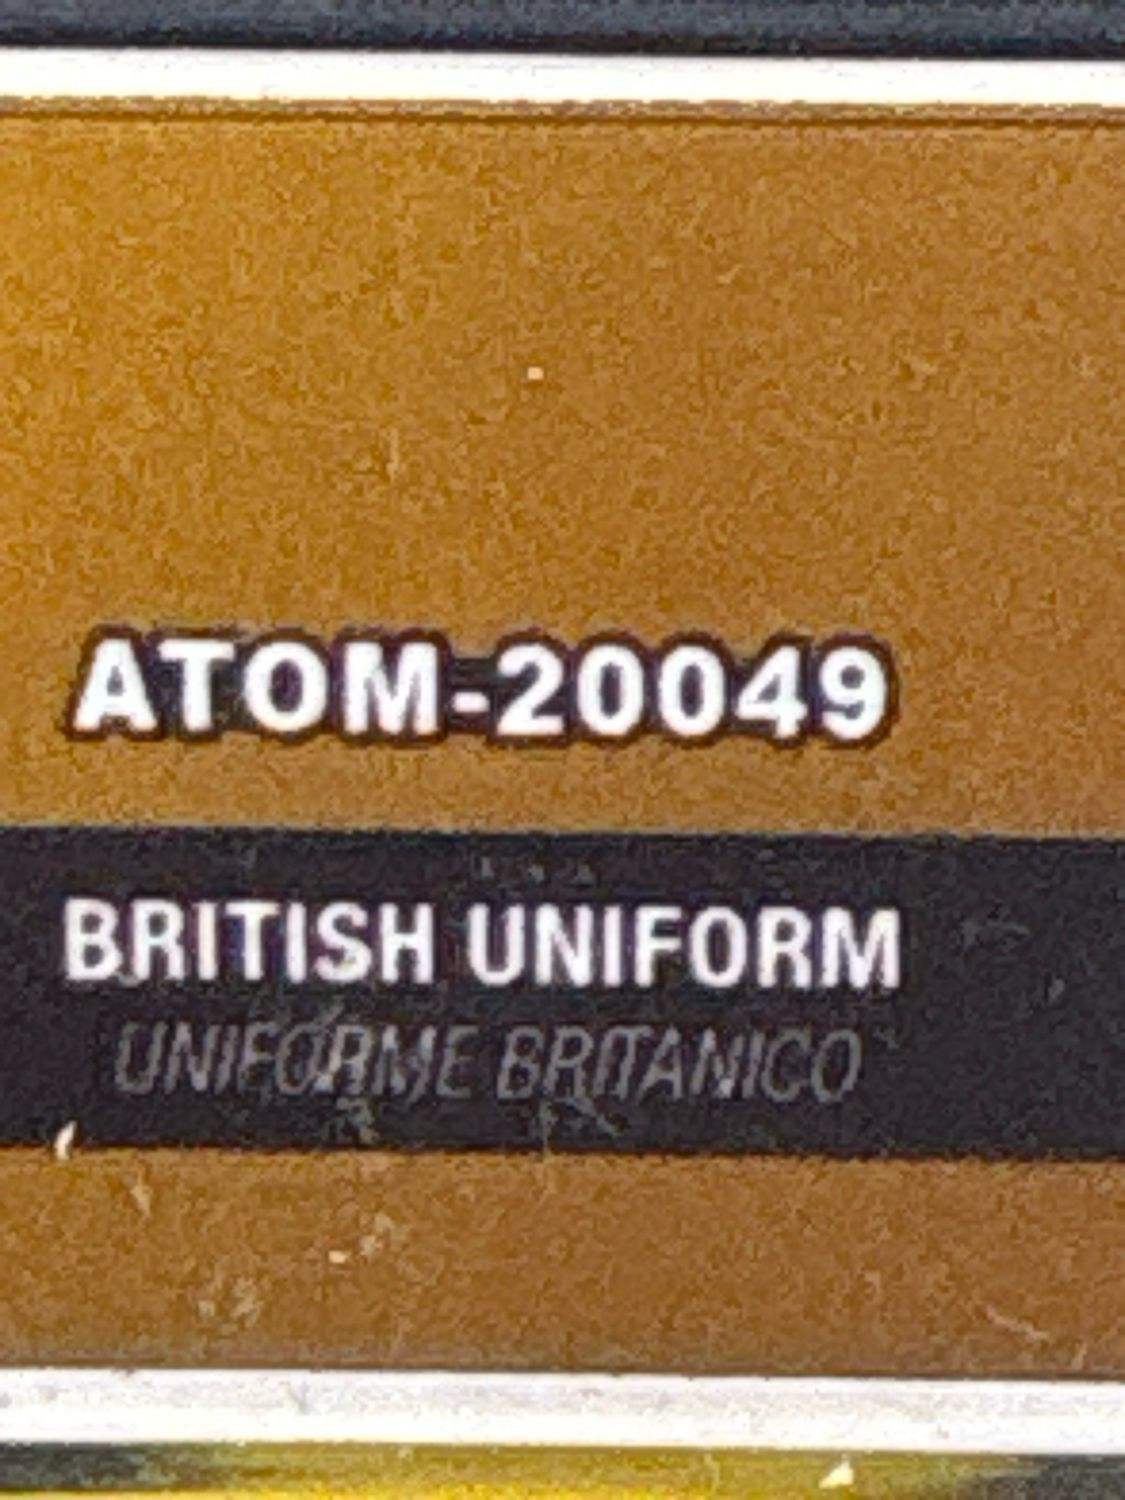 ATOM-20049
BRITISH UNIFORM
UNIFORME BRITANICO